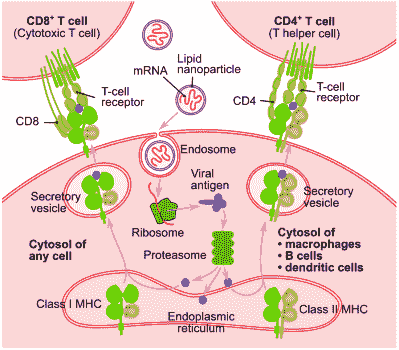 CD8⁺ T cell
(Cytotoxic T cell)
CD4⁺ T cell
(T helper cell)
Lipid
nanoparticle
mRNA
T-cell
receptor
CD8
T-cell
receptor
CD4
Endosome
Viral
antigen
Secretory
vesicle
Secretory
vesicle
Ribosome
Cytosol of
any cell
Proteasome
Cytosol of
• macrophages
• B cells
• dendritic cells
Class I MHC
Class II MHC
Endoplasmic
reticulum